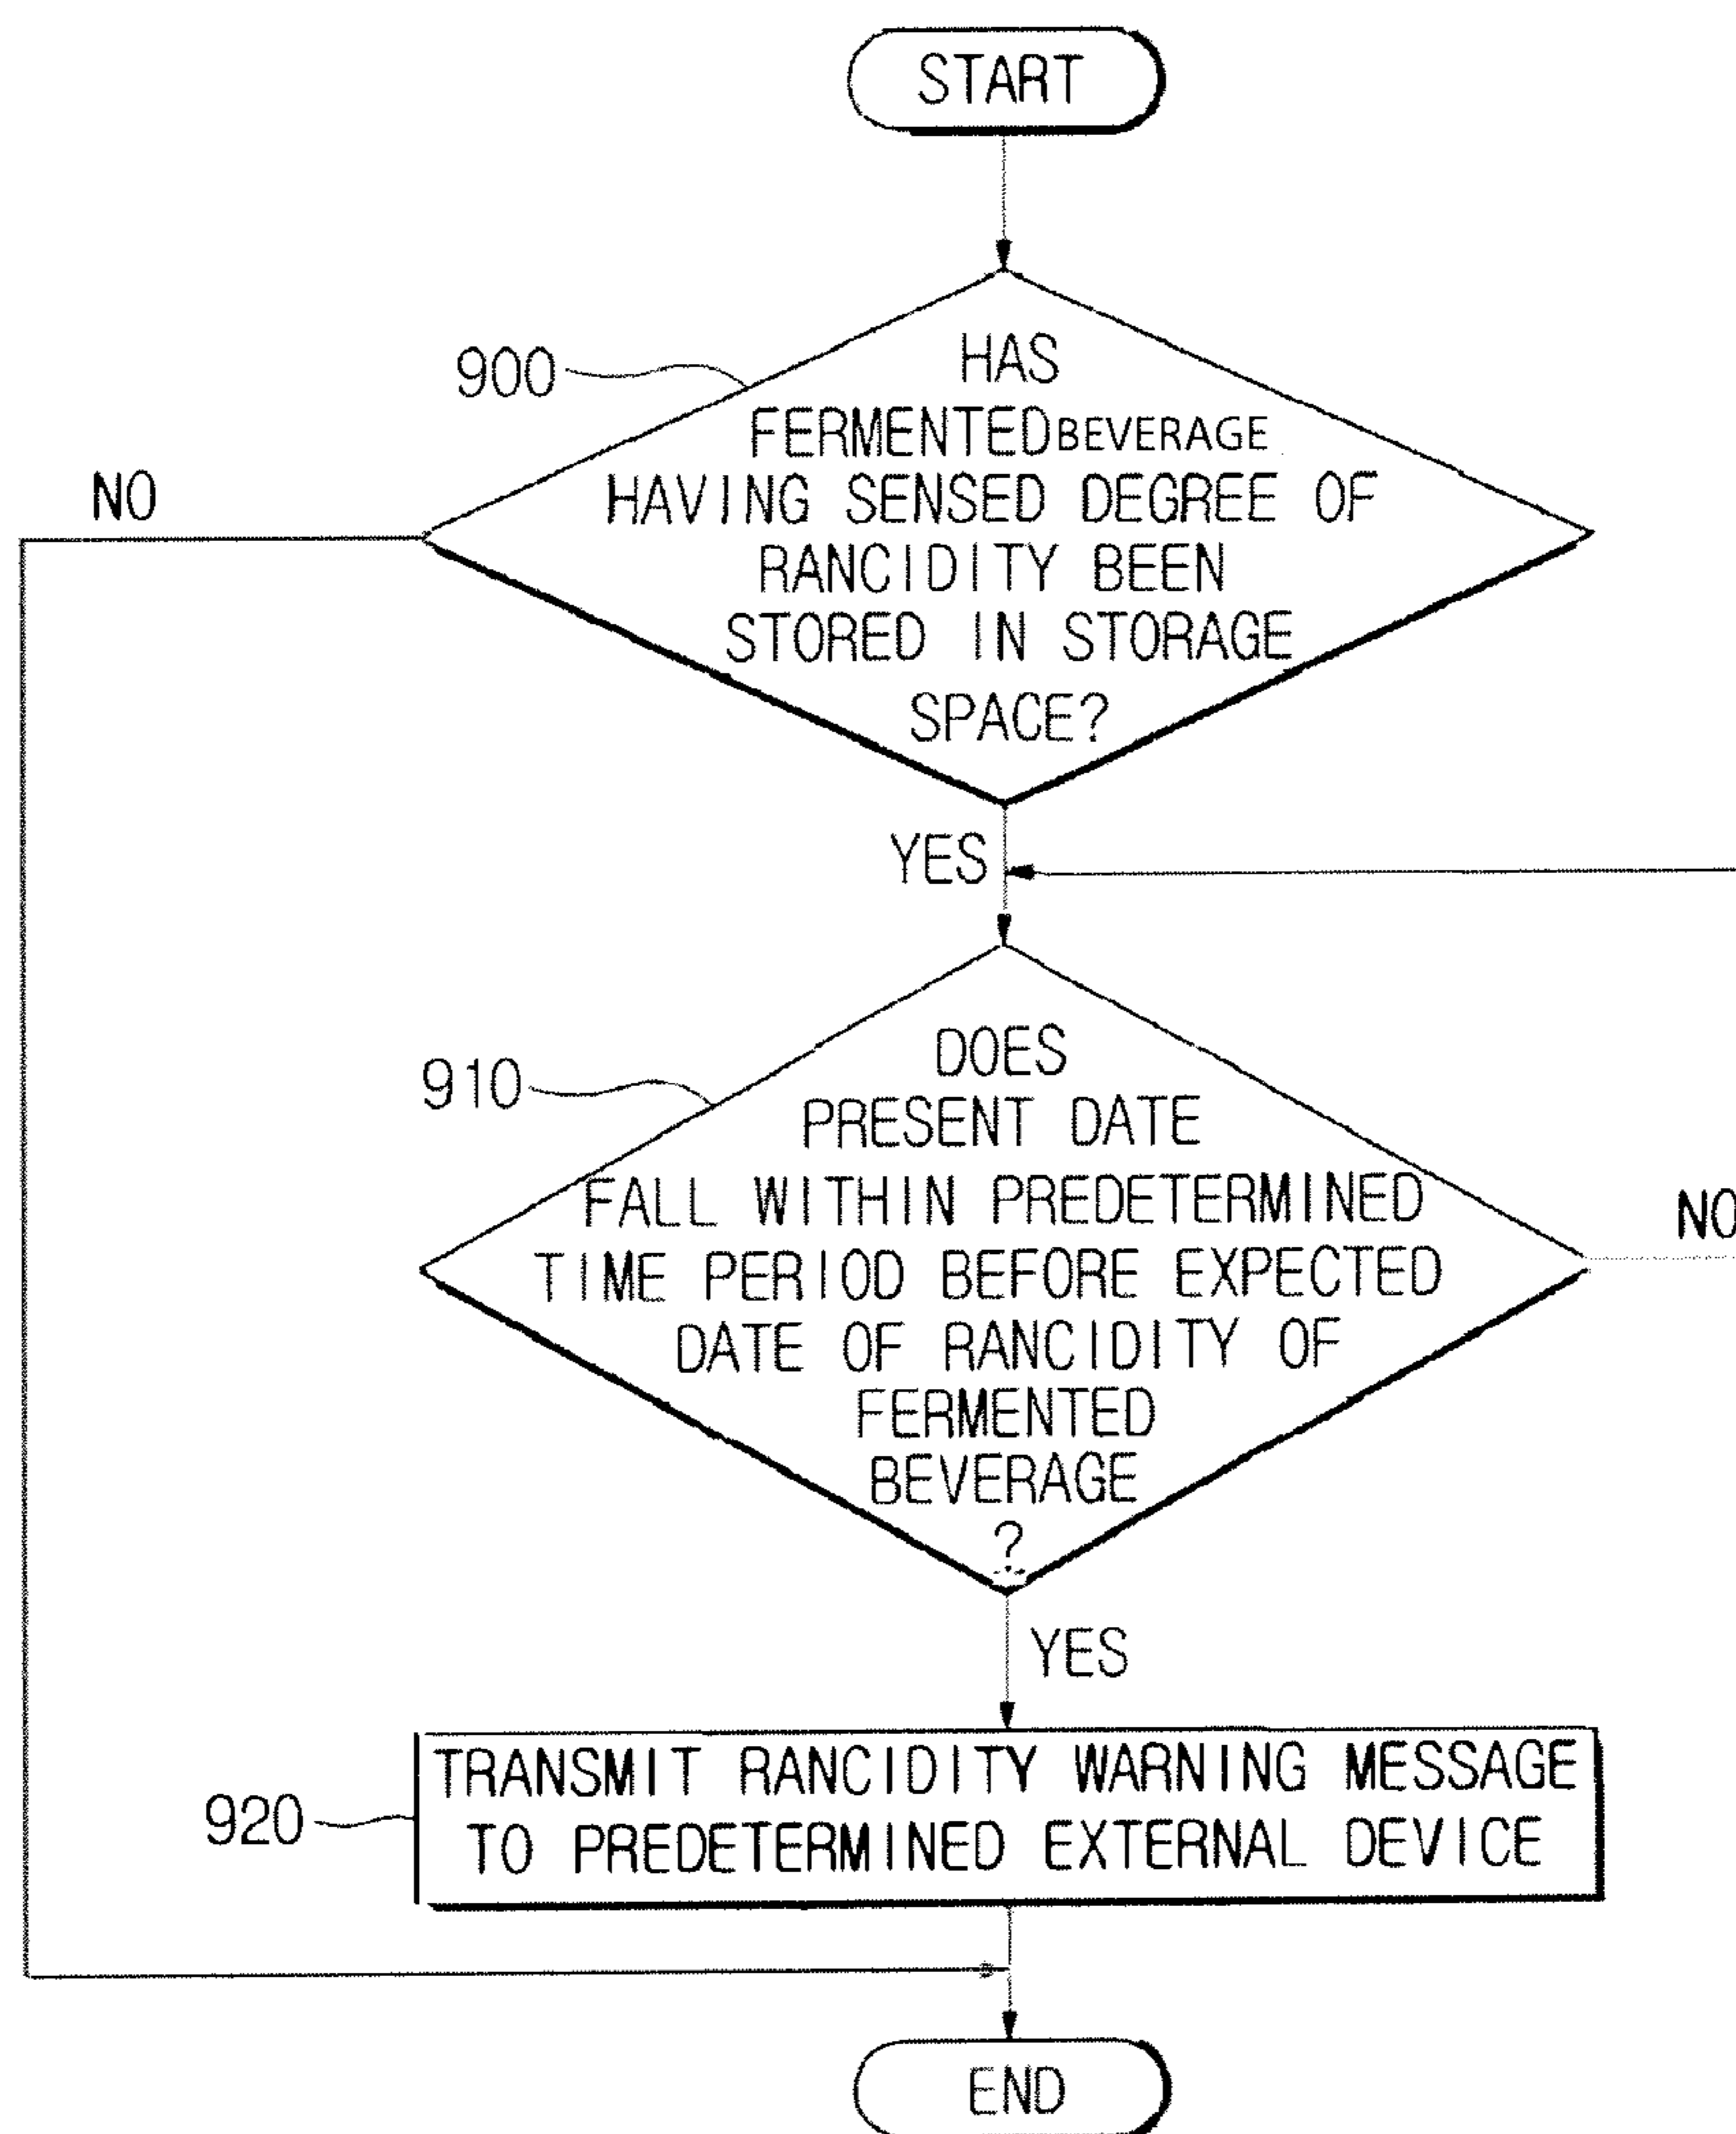 START
900
HAS
FERMENTED BEVERAGE
HAVING SENSED DEGREE OF
RANCIDITY BEEN
STORED IN STORAGE
SPACE?
NO
YES
910
DOES
PRESENT DATE
FALL WITHIN PREDETERMINED
TIME PERIOD BEFORE EXPECTED
DATE OF RANCIDITY OF
FERMENTED
BEVERAGE
?
NO
YES
920
TRANSMIT RANCIDITY WARNING MESSAGE
TO PREDETERMINED EXTERNAL DEVICE
END